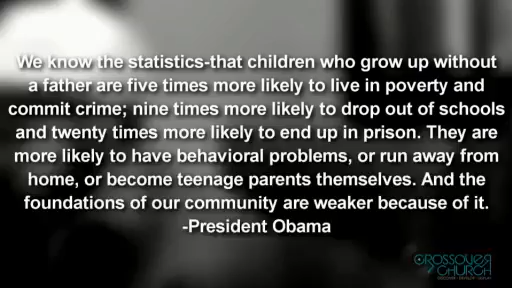 We know the statistics-that children who grow up without
a father are five times more likely to live in poverty and
commit crime; nine times more likely to drop out of schools
and twenty times more likely to end up in prison. They are
more likely to have behavioral problems, or run away from
home, or become teenage parents themselves. And the
foundations of our community are weaker because of it.
-President Obama
CROSSOVER
CHURCH